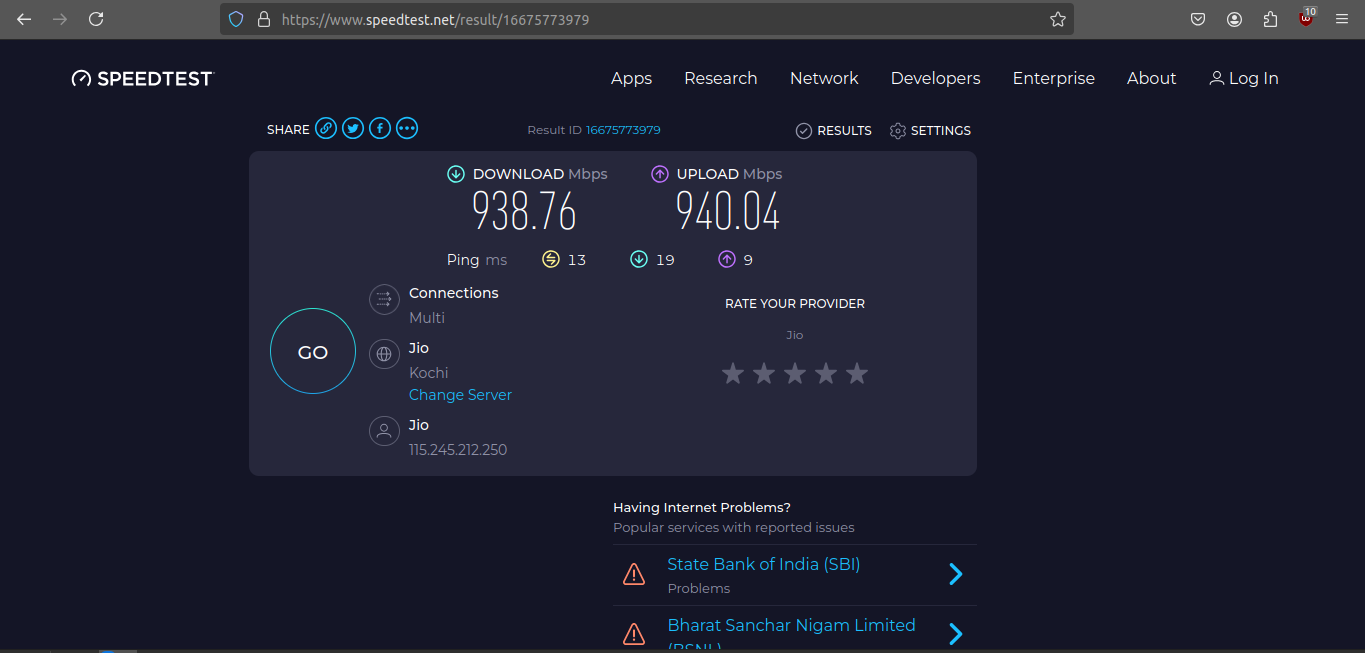 https://www.speedtest.net/result/16675773979
10
SPEEDTEST
Apps Research Network Developers Enterprise About Log In
SHARE
Result ID 16675773979
RESULTS SETTINGS
DOWNLOAD Mbps
938.76
UPLOAD Mbps
940.04
Ping ms 13 19 9
GO
Connections
Multi
Jio
Kochi
Change Server
Jio
115.245.212.250
RATE YOUR PROVIDER
Jio
Having Internet Problems?
Popular services with reported issues
State Bank of India (SBI)
Problems
Bharat Sanchar Nigam Limited
(BSNL)